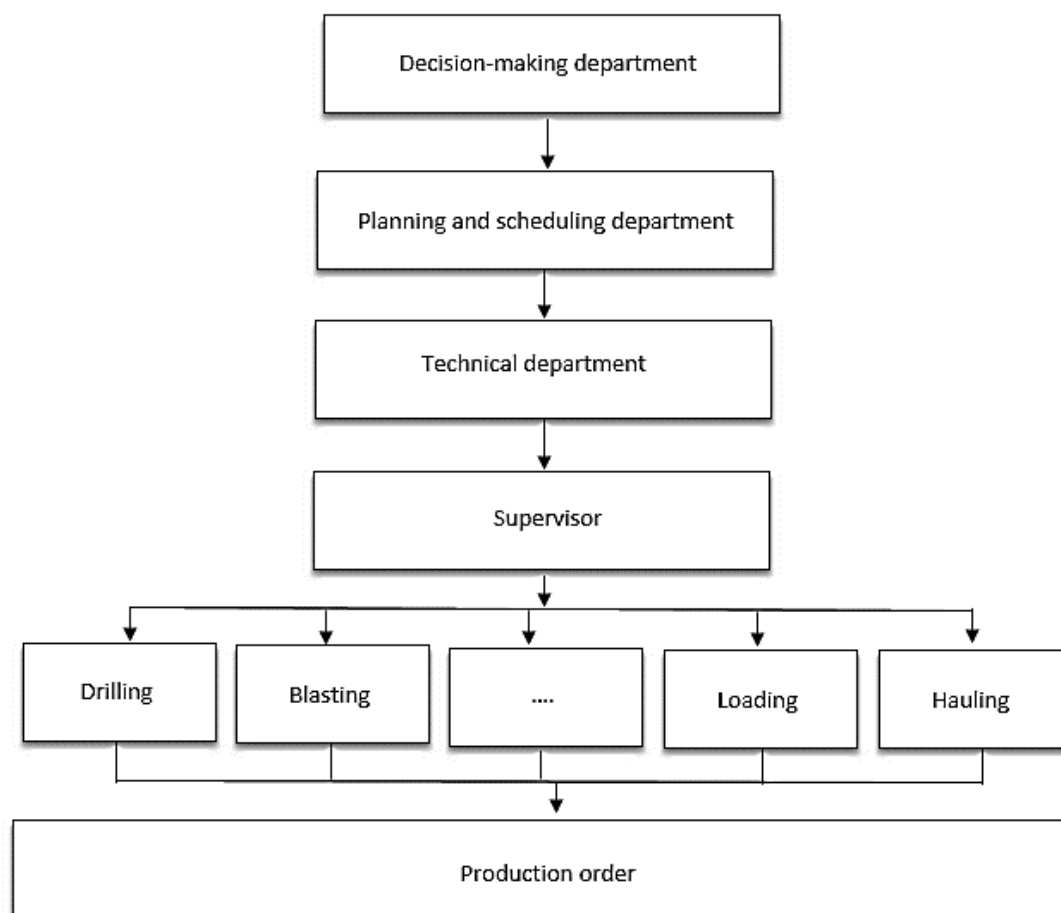 Decision-making department
Planning and scheduling department
Technical department
Supervisor
Drilling
Blasting
....
Loading
Hauling
Production order